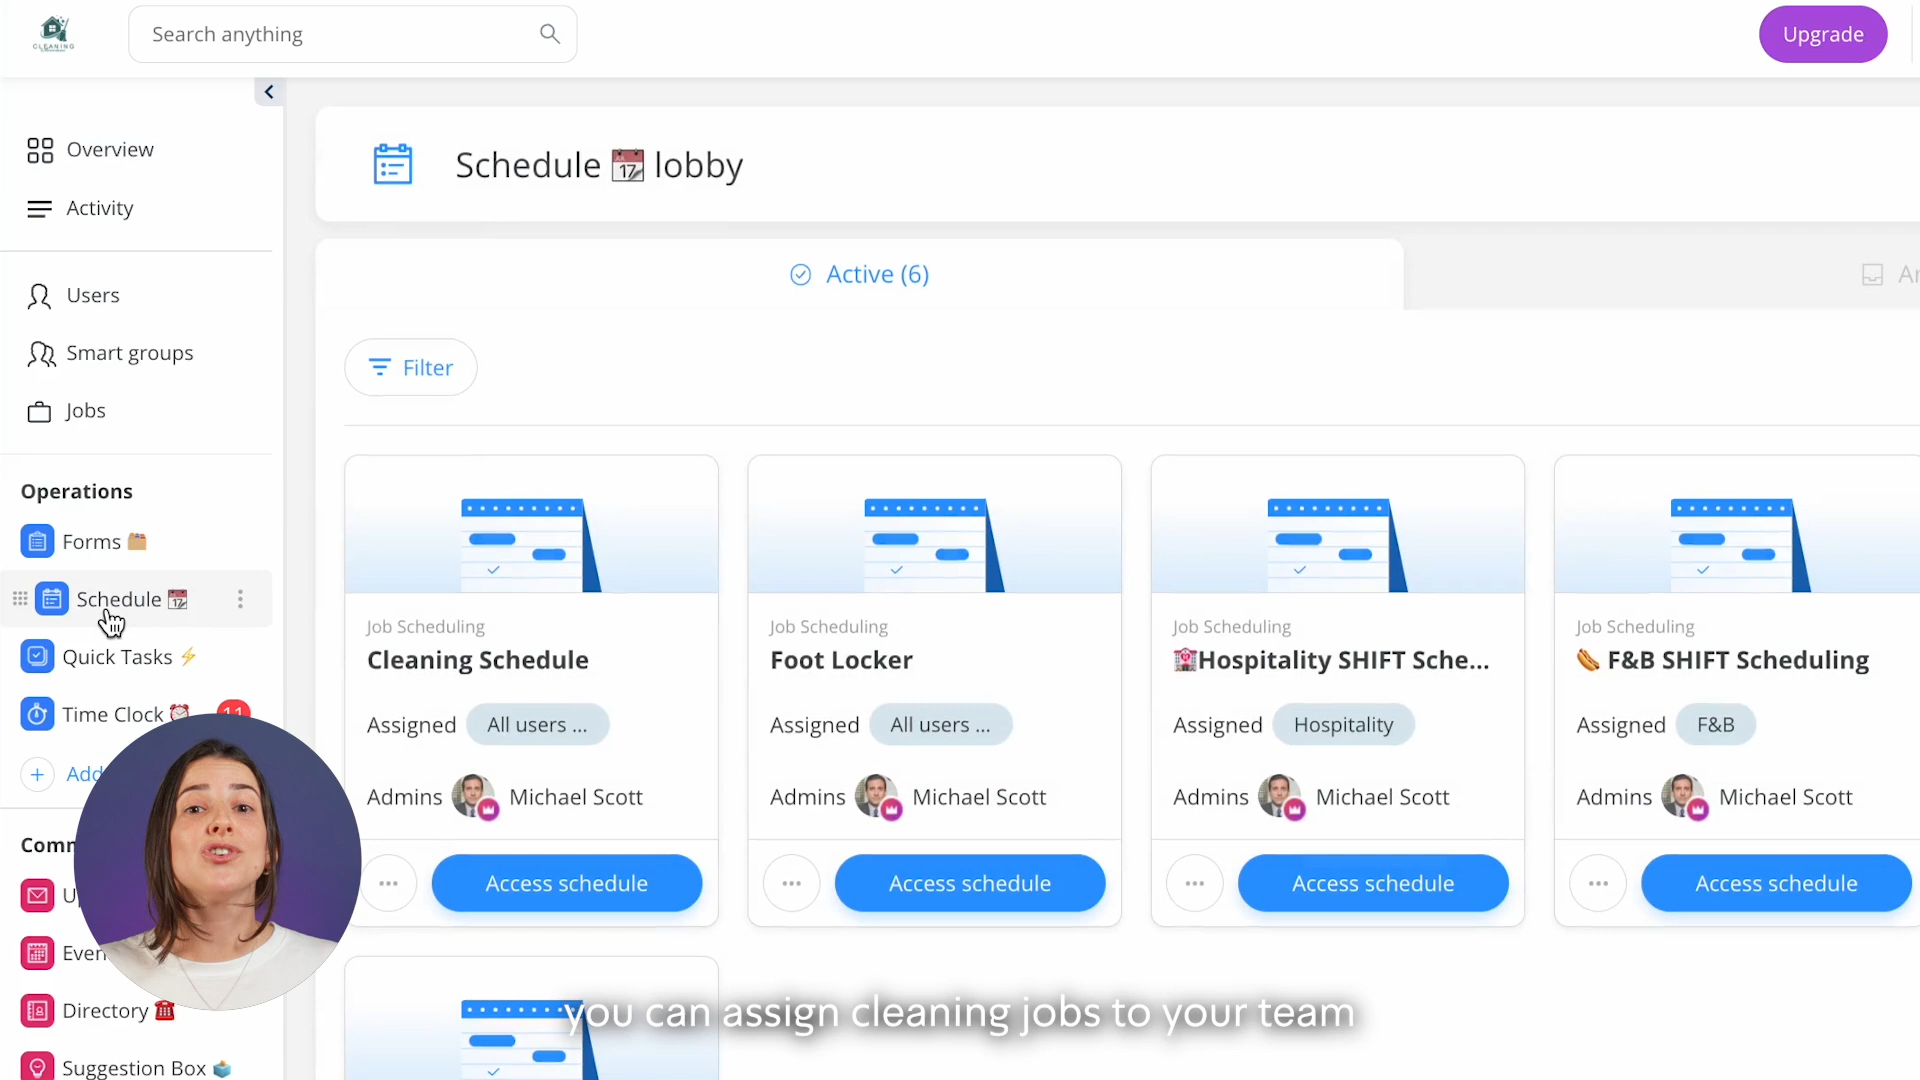 CLEANING
Search anything
Upgrade
Overview
Activity
Users
Smart groups
Jobs
Operations
Forms
Schedule
Quick Tasks
Time Clock
11
Add
Directory
Suggestion Box
Schedule 17 lobby
Active (6)
Filter
Job Scheduling
Cleaning Schedule
Assigned All users ...
Admins Michael Scott
Access schedule
Job Scheduling
Foot Locker
Assigned All users ...
Admins Michael Scott
Access schedule
Job Scheduling
Hospitality SHIFT Sche...
Assigned Hospitality
Admins Michael Scott
Access schedule
Job Scheduling
F&B SHIFT Scheduling
Assigned F&B
Admins Michael Scott
Access schedule
you can assign cleaning jobs to your team